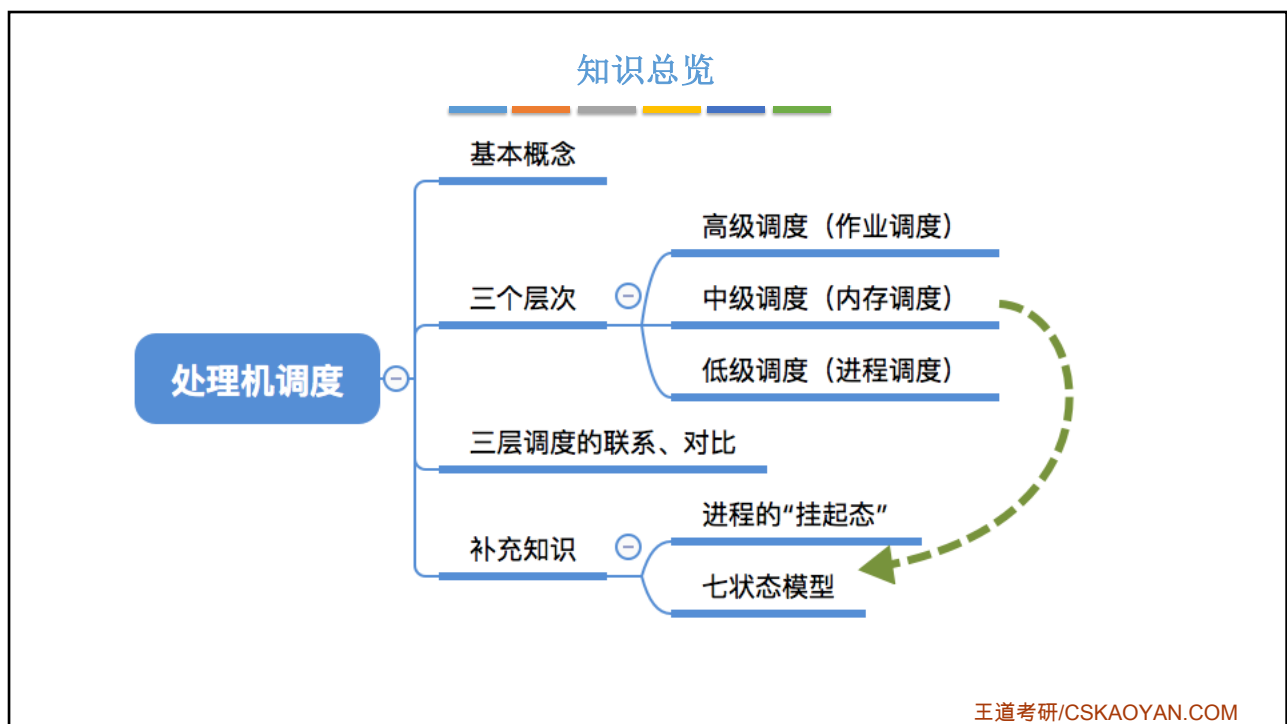 知识总览
基本概念
高级调度（作业调度）
三个层次
中级调度（内存调度）
低级调度（进程调度）
处理机调度
三层调度的联系、对比
进程的“挂起态”
补充知识
七状态模型
王道考研/CSKAOYAN.COM